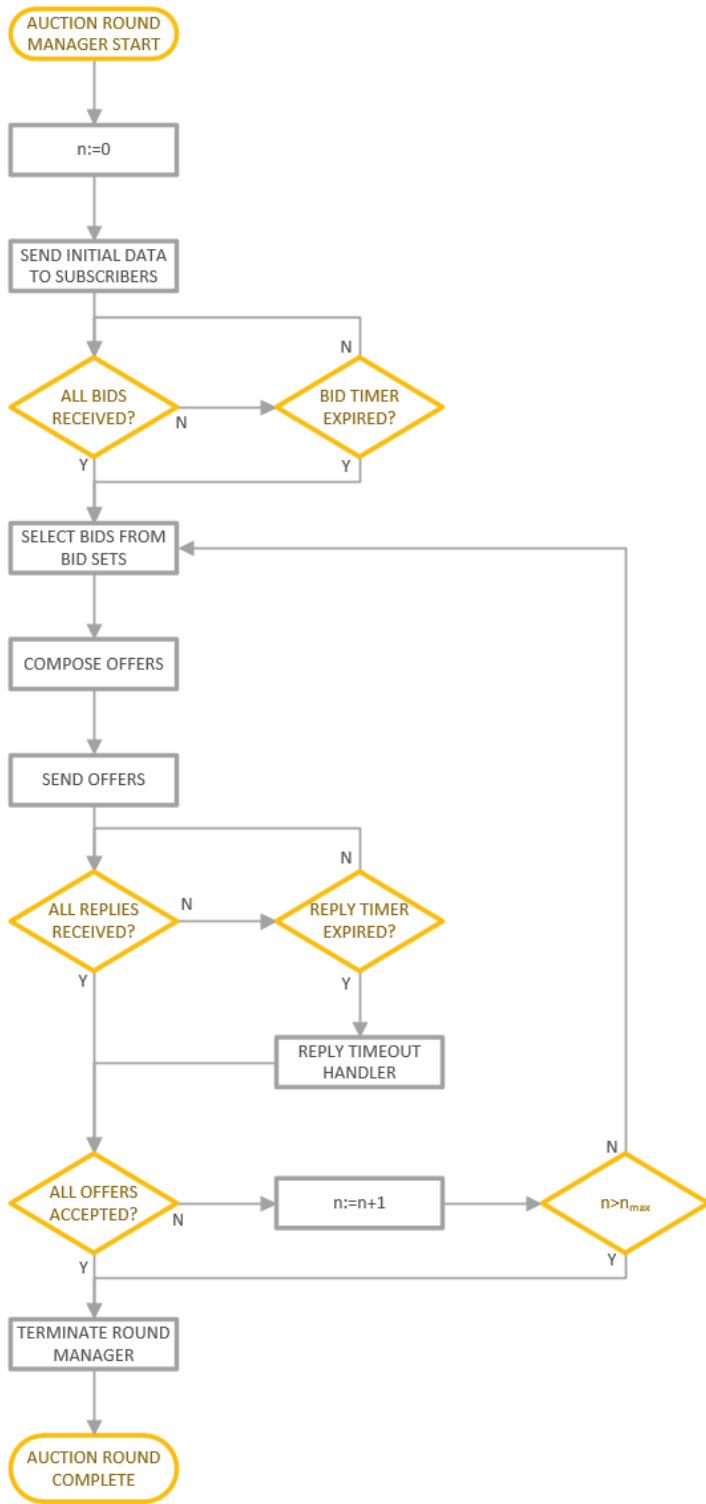 AUCTION ROUND
MANAGER START
n:=0
SEND INITIAL DATA
TO SUBSCRIBERS
N
ALL BIDS
RECEIVED?
N
BID TIMER
EXPIRED?
Y
Y
SELECT BIDS FROM
BID SETS
COMPOSE OFFERS
SEND OFFERS
N
ALL REPLIES
RECEIVED?
N
REPLY TIMER
EXPIRED?
Y
Y
REPLY TIMEOUT
HANDLER
N
ALL OFFERS
ACCEPTED?
N
n:=n+1
n>nmax
Y
Y
TERMINATE ROUND
MANAGER
AUCTION ROUND
COMPLETE